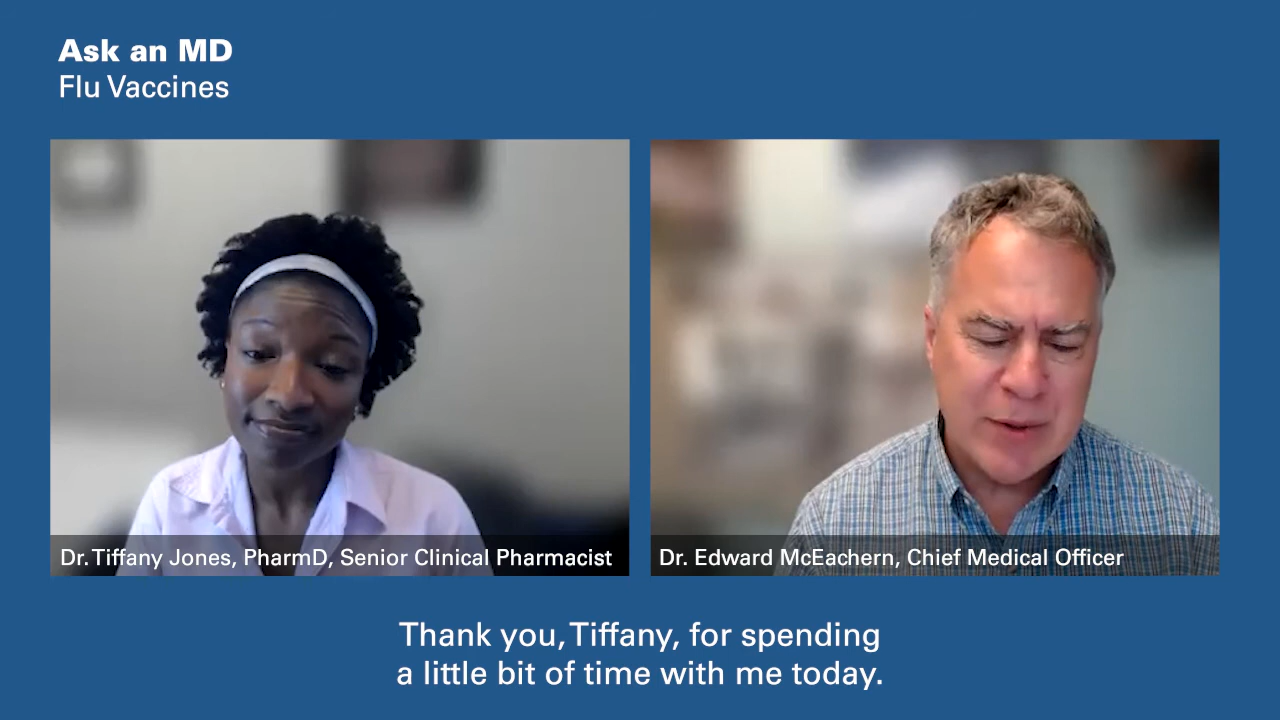 Ask an MD
Flu Vaccines
Dr. Tiffany Jones, PharmD, Senior Clinical Pharmacist
Dr. Edward McEachern, Chief Medical Officer
Thank you, Tiffany, for spending
a little bit of time with me today.